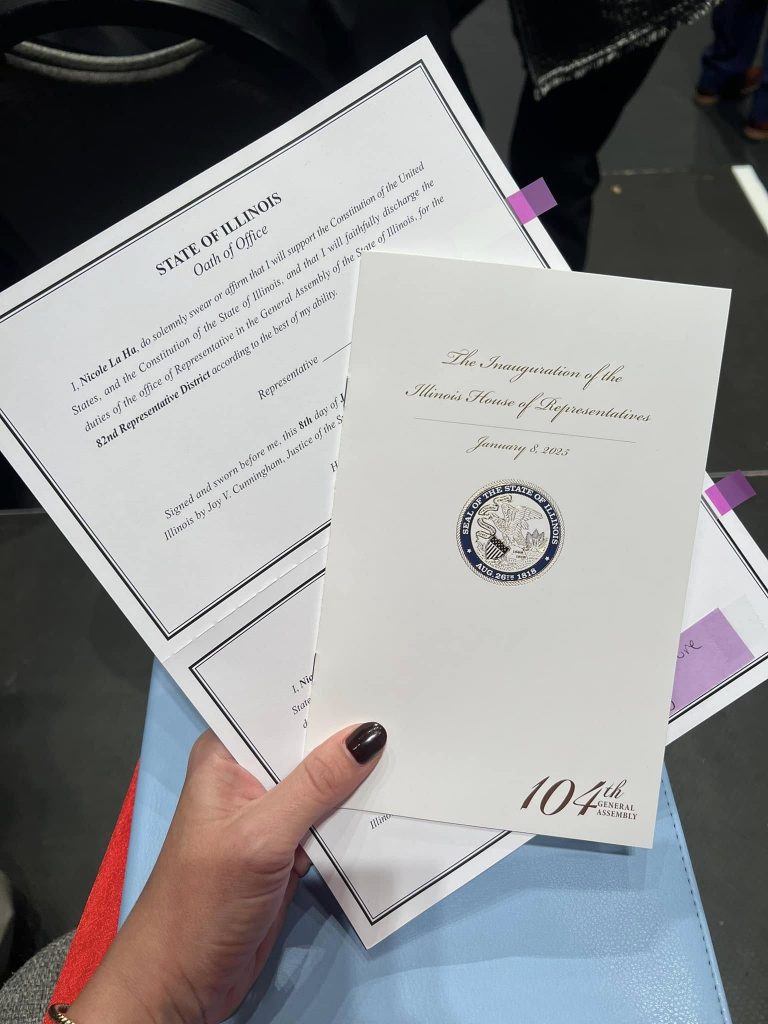 STATE OF ILLINOIS
Oath of Office
I, Nicole La Ha, do solemnly swear or affirm that I will support the Constitution of the United
States, and the Constitution of the State of Illinois, and that I will faithfully discharge the
duties of the office of Representative in the General Assembly of the State of Illinois, for the
82nd Representative District according to the best of my ability.
Representative
Signed and sworn before me, this 8th day of
Illinois by Joy V. Cunningham, Justice of the
The Inauguration of the
Illinois House of Representatives
January 8, 2025
SEAL OF THE STATE OF ILLINOIS
AUG. 26TH 1818
104th
GENERAL
ASSEMBLY
I,
State